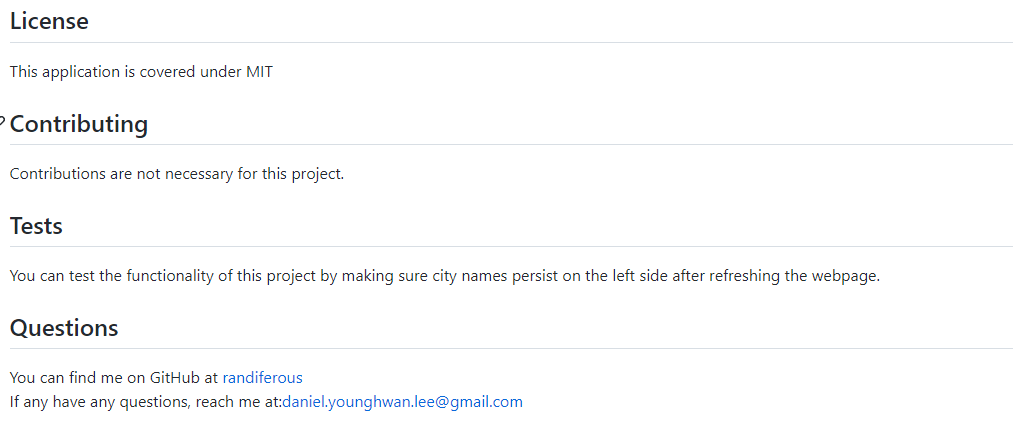 License
This application is covered under MIT
Contributing
Contributions are not necessary for this project.
Tests
You can test the functionality of this project by making sure city names persist on the left side after refreshing the webpage.
Questions
You can find me on GitHub at randiferous
If any have any questions, reach me at:daniel.younghwan.lee@gmail.com